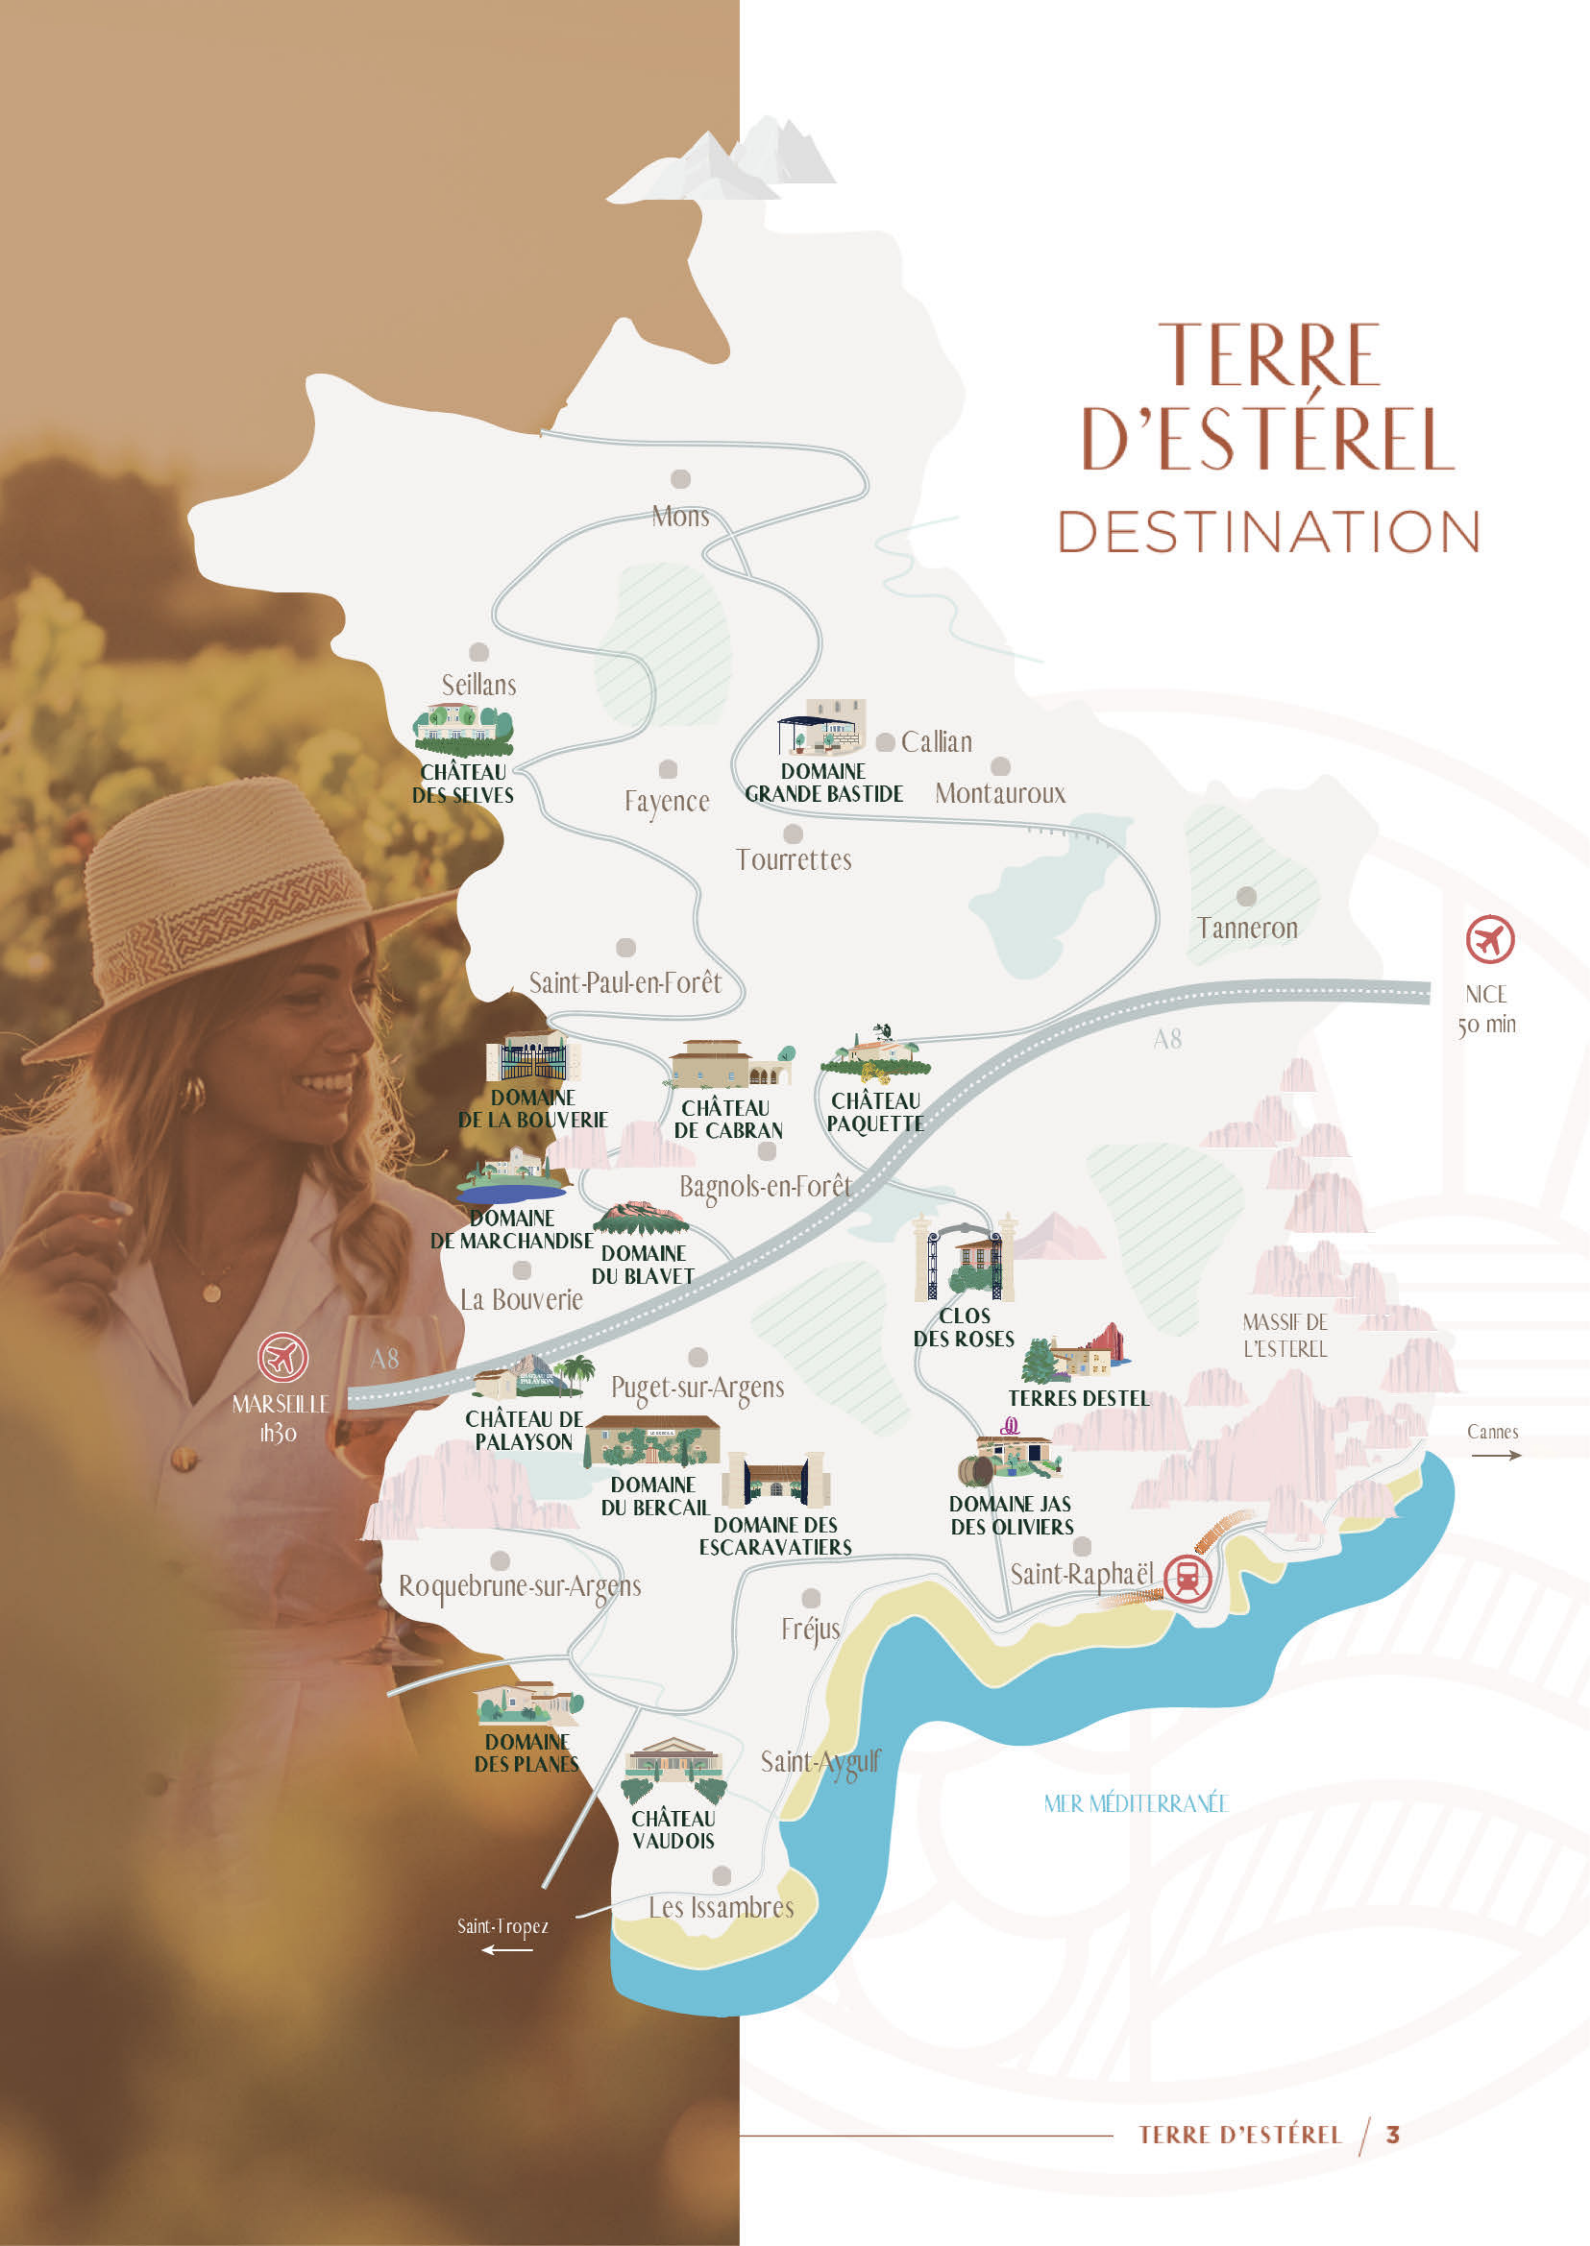 TERRE
D'ESTÉREL
DESTINATION
Mons
Seillans
CHÂTEAU
DES SELVES
Fayence
DOMAINE
GRANDE BASTIDE
Callian
Montauroux
Tourrettes
Tanneron
NICE
50 min
A8
Saint-Paul-en-Forêt
DOMAINE
DE LA BOUVERIE
CHÂTEAU
DE CABRAN
CHÂTEAU
PAQUETTE
Bagnols-en-Forêt
DOMAINE
DE MARCHANDISE
DOMAINE
DU BLAVET
La Bouverie
CLOS
DES ROSES
MASSIF DE
L'ESTEREL
A8
MARSEILLE
1h30
CHÂTEAU DE
PALAYSON
Puget-sur-Argens
TERRES DESTEL
Cannes
DOMAINE
DU BERCAIL
DOMAINE DES
ESCARAVATIERS
DOMAINE JAS
DES OLIVIERS
Saint-Raphaël
Roquebrune-sur-Argens
Fréjus
DOMAINE
DES PLANES
Saint-Aygulf
CHÂTEAU
VAUDOIS
MER MÉDITERRANÉE
Les Issambres
Saint-Tropez
TERRE D'ESTÉREL / 3